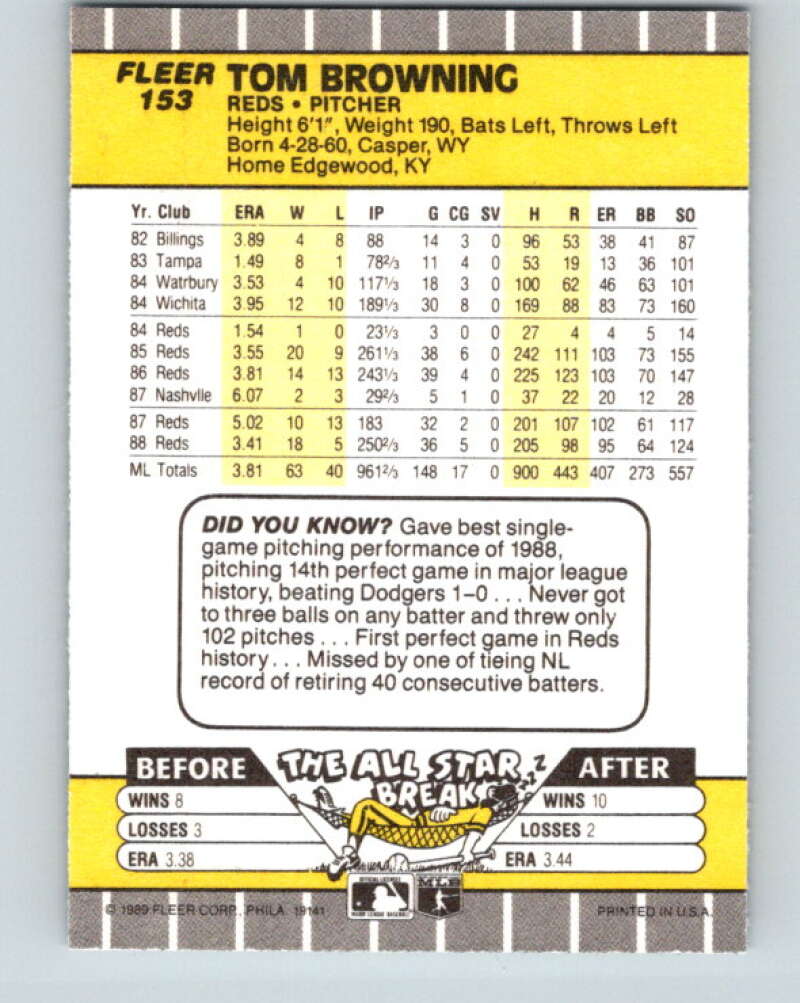 FLEER TOM BROWNING
153 REDS • PITCHER
Height 6'1", Weight 190, Bats Left, Throws Left
Born 4-28-60, Casper, WY
Home Edgewood, KY
Yr. Club ERA W L IP G CG SV H R ER BB SO
82 Billings 3.89 4 8 88 14 3 0 96 53 38 41 87
83 Tampa 1.49 8 1 782/3 11 4 0 53 19 13 36 101
84 Watrbury 3.53 4 10 1171/3 18 3 0 100 62 46 63 101
84 Wichita 3.95 12 10 1891/3 30 8 0 169 88 83 73 160
84 Reds 1.54 1 0 231/3 3 0 0 27 4 4 5 14
85 Reds 3.55 20 9 2611/3 38 6 0 242 111 103 73 155
86 Reds 3.81 14 13 2431/3 39 4 0 225 123 103 70 147
87 Nashvlle 6.07 2 3 292/3 5 1 0 37 22 20 12 28
87 Reds 5.02 10 13 183 32 2 0 201 107 102 61 117
88 Reds 3.41 18 5 2502/3 36 5 0 205 98 95 64 124
ML Totals 3.81 63 40 9612/3 148 17 0 900 443 407 273 557
DID YOU KNOW? Gave best single-
game pitching performance of 1988,
pitching 14th perfect game in major league
history, beating Dodgers 1–0 . . . Never got
to three balls on any batter and threw only
102 pitches . . . First perfect game in Reds
history . . . Missed by one of tieing NL
record of retiring 40 consecutive batters.
BEFORE THE ALL STAR BREAK ZZZ AFTER
WINS 8 WINS 10
LOSSES 3 LOSSES 2
ERA 3.38 ERA 3.44
© 1989 FLEER CORP., PHILA. 19141 OFFICIAL LICENSEE MAJOR LEAGUE BASEBALL MLB PRINTED IN U.S.A.